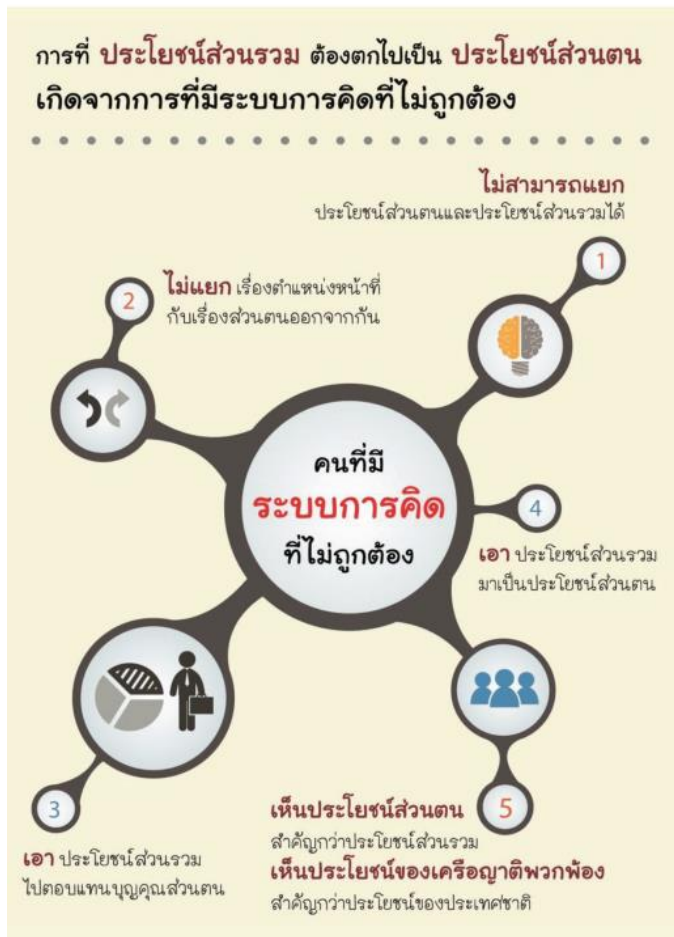 การที่ ประโยชน์ส่วนรวม ต้องตกไปเป็น ประโยชน์ส่วนตน
เกิดจากการที่มีระบบการคิดที่ไม่ถูกต้อง
ไม่สามารถแยก
ประโยชน์ส่วนตนและประโยชน์ส่วนรวมได้
1
2
ไม่แยก เรื่องตำแหน่งหน้าที่
กับเรื่องส่วนตนออกจากกัน
คนที่มี
ระบบการคิด
ที่ไม่ถูกต้อง
3
เอา ประโยชน์ส่วนรวม
ไปตอบแทนบุญคุณส่วนตน
4
เอา ประโยชน์ส่วนรวม
มาเป็นประโยชน์ส่วนตน
5
เห็นประโยชน์ส่วนตน
สำคัญกว่าประโยชน์ส่วนรวม
เห็นประโยชน์ของเครือญาติพวกพ้อง
สำคัญกว่าประโยชน์ของประเทศชาติ